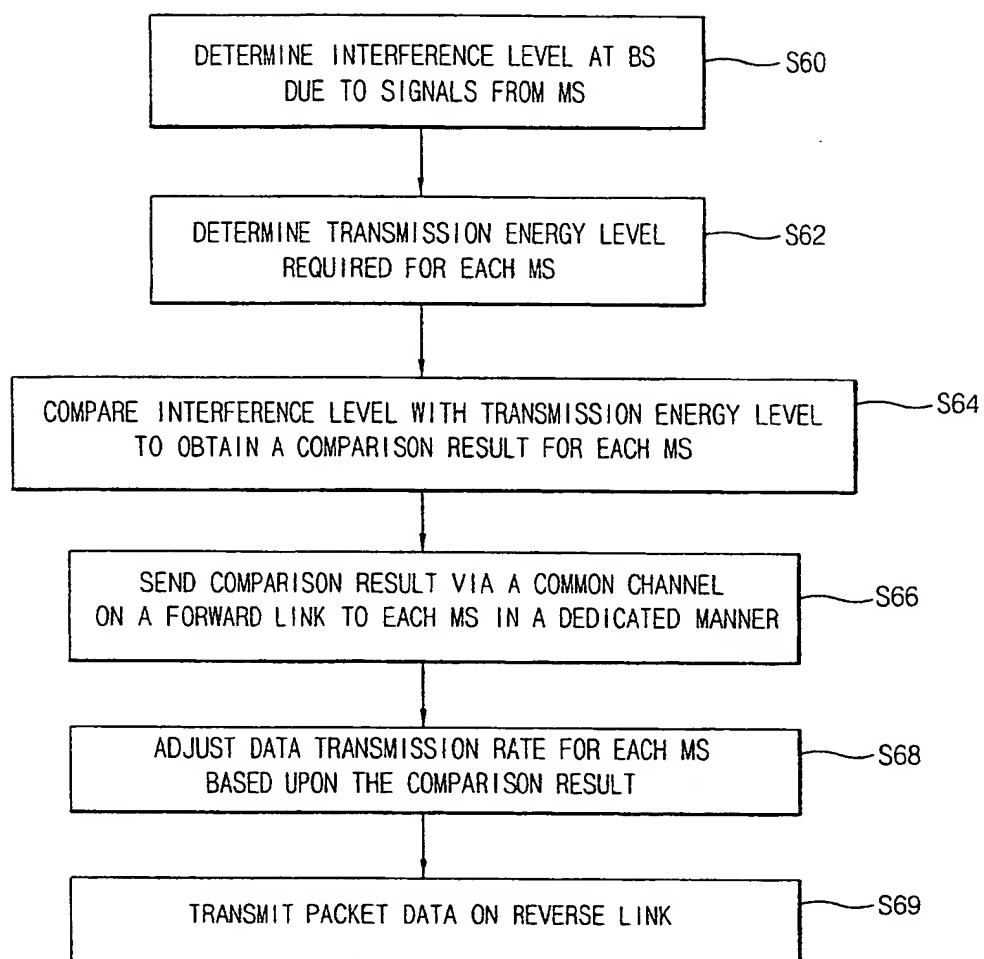 DETERMINE INTERFERENCE LEVEL AT BS
DUE TO SIGNALS FROM MS
S60
DETERMINE TRANSMISSION ENERGY LEVEL
REQUIRED FOR EACH MS
S62
COMPARE INTERFERENCE LEVEL WITH TRANSMISSION ENERGY LEVEL
TO OBTAIN A COMPARISON RESULT FOR EACH MS
S64
SEND COMPARISON RESULT VIA A COMMON CHANNEL
ON A FORWARD LINK TO EACH MS IN A DEDICATED MANNER
S66
ADJUST DATA TRANSMISSION RATE FOR EACH MS
BASED UPON THE COMPARISON RESULT
S68
TRANSMIT PACKET DATA ON REVERSE LINK
S69